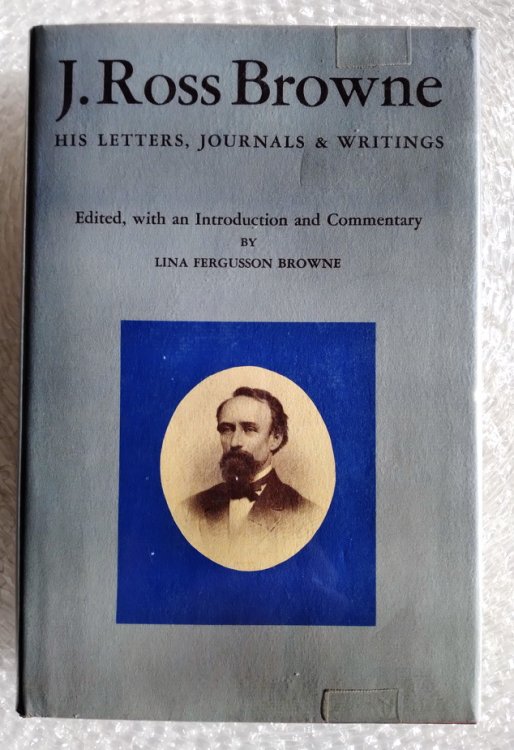 J. Ross Browne
HIS LETTERS, JOURNALS & WRITINGS
Edited, with an Introduction and Commentary
BY
LINA FERGUSSON BROWNE